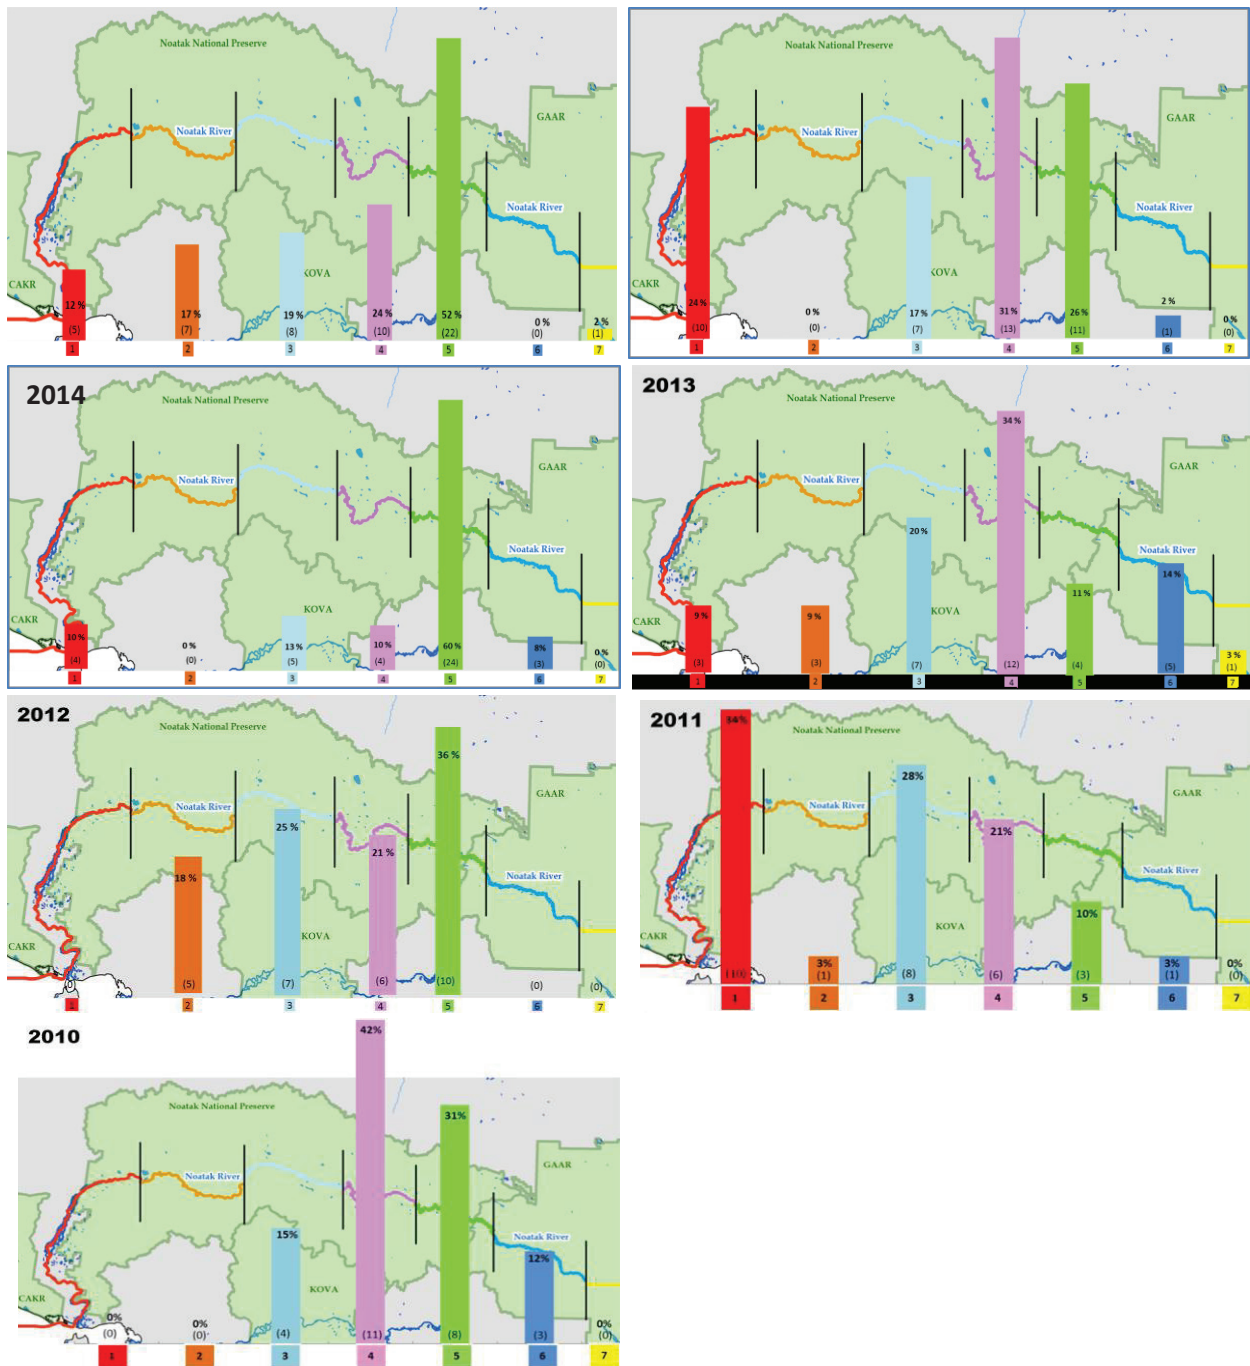 Noatak National Preserve
GAAR
Noatak River
Noatak River
KOVA
CAKR
12 % 17 % 19 % 24 % 52 % 0 % 2 %
(5) (7) (8) (10) (22) (0) (1)
1 2 3 4 5 6 7
Noatak National Preserve
GAAR
Noatak River
Noatak River
KOVA
CAKR
24 % 0 % 17 % 31 % 26 % 2 % 0 %
(10) (0) (7) (13) (11) (1) (0)
1 2 3 4 5 6 7
2014
Noatak National Preserve
GAAR
Noatak River
Noatak River
KOVA
CAKR
10 % 0 % 13 % 10 % 60 % 8% 0 %
(4) (0) (5) (4) (24) (3) (0)
1 2 3 4 5 6 7
2013
Noatak National Preserve
34 %
GAAR
Noatak River
20 %
Noatak River
14 %
11 %
KOVA
9 % 9 %
CAKR
3 %
(3) (3) (7) (12) (4) (5) (1)
1 2 3 4 5 6 7
2012
Noatak National Preserve
36 %
GAAR
Noatak River
25 %
21 %
18 %
Noatak River
KOVA
CAKR
(0) (5) (7) (6) (10) (0) (0)
1 2 3 4 5 6 7
2011
34%
Noatak National Preserve
28%
GAAR
Noatak River
21%
Noatak River
10%
KOVA
CAKR
3% 3% 0%
(10) (1) (8) (6) (3) (1) (0)
1 2 3 4 5 6 7
2010
42%
Noatak National Preserve
31%
GAAR
Noatak River
15%
Noatak River
12%
KOVA
CAKR
0% 0% 0%
(0) (0) (4) (11) (8) (3) (0)
1 2 3 4 5 6 7